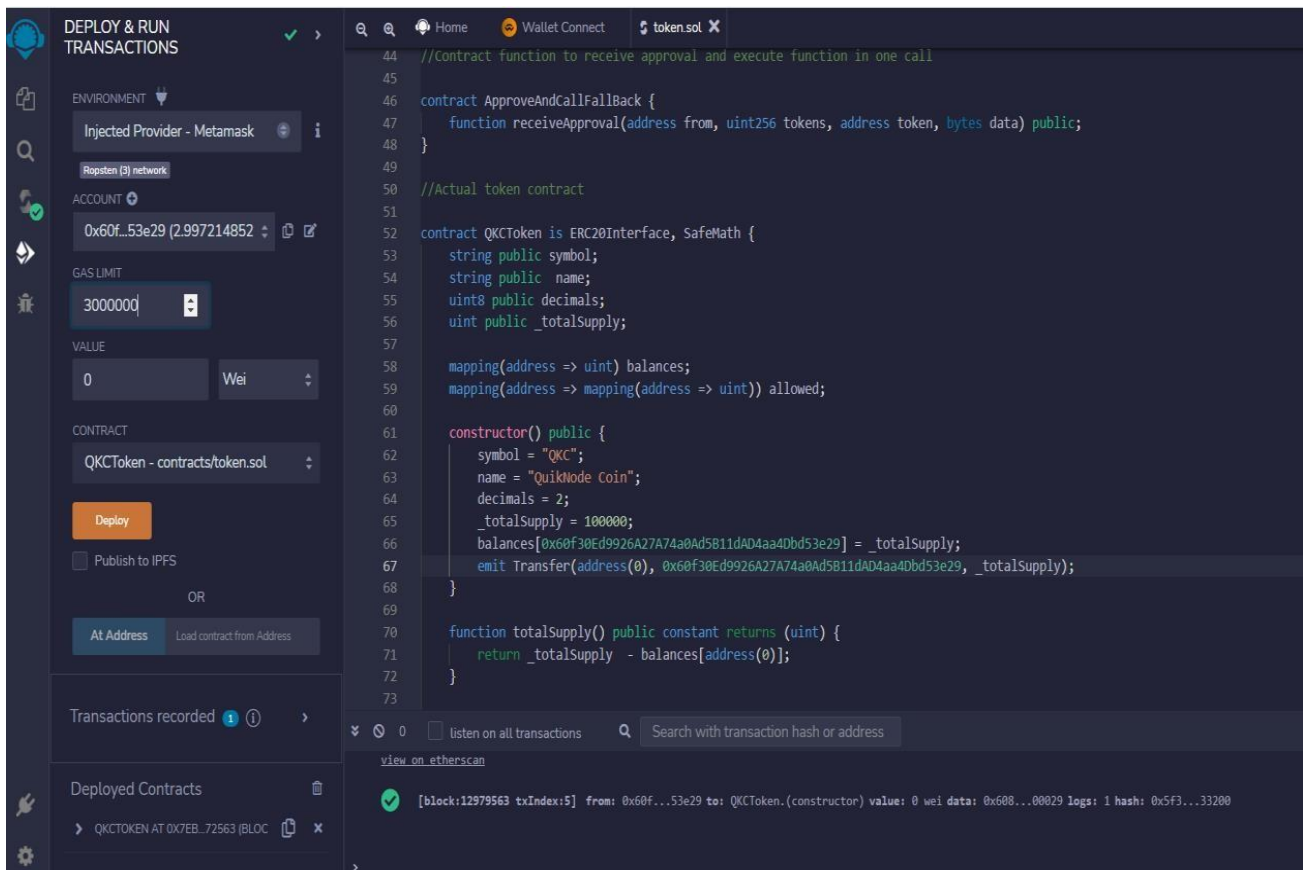 DEPLOY & RUN
TRANSACTIONS
ENVIRONMENT
Injected Provider - Metamask
Ropsten (3) network
ACCOUNT
0x60f...53e29 (2.997214852
GAS LIMIT
3000000
VALUE
0
Wei
CONTRACT
QKCToken - contracts/token.sol
Deploy
Publish to IPFS
OR
At Address
Load contract from Address
Transactions recorded 1
Deployed Contracts
QKCTOKEN AT 0X7EB...72563 (BLOC
Home
Wallet Connect
token.sol
44 //Contract function to receive approval and execute function in one call
45
46 contract ApproveAndCallFallBack {
47 function receiveApproval(address from, uint256 tokens, address token, bytes data) public;
48 }
49
50 //Actual token contract
51
52 contract QKCToken is ERC20Interface, SafeMath {
53 string public symbol;
54 string public  name;
55 uint8 public decimals;
56 uint public _totalSupply;
57
58 mapping(address => uint) balances;
59 mapping(address => mapping(address => uint)) allowed;
60
61 constructor() public {
62 symbol = "QKC";
63 name = "QuikNode Coin";
64 decimals = 2;
65 _totalSupply = 100000;
66 balances[0x60f30Ed9926A27A74a0Ad5B11dAD4aa4Dbd53e29] = _totalSupply;
67 emit Transfer(address(0), 0x60f30Ed9926A27A74a0Ad5B11dAD4aa4Dbd53e29, _totalSupply);
68 }
69
70 function totalSupply() public constant returns (uint) {
71 return _totalSupply  - balances[address(0)];
72 }
73
0
listen on all transactions
Search with transaction hash or address
view on etherscan
[block:12979563 txIndex:5] from: 0x60f...53e29 to: QKCToken.(constructor) value: 0 wei data: 0x608...00029 logs: 1 hash: 0x5f3...33200
>